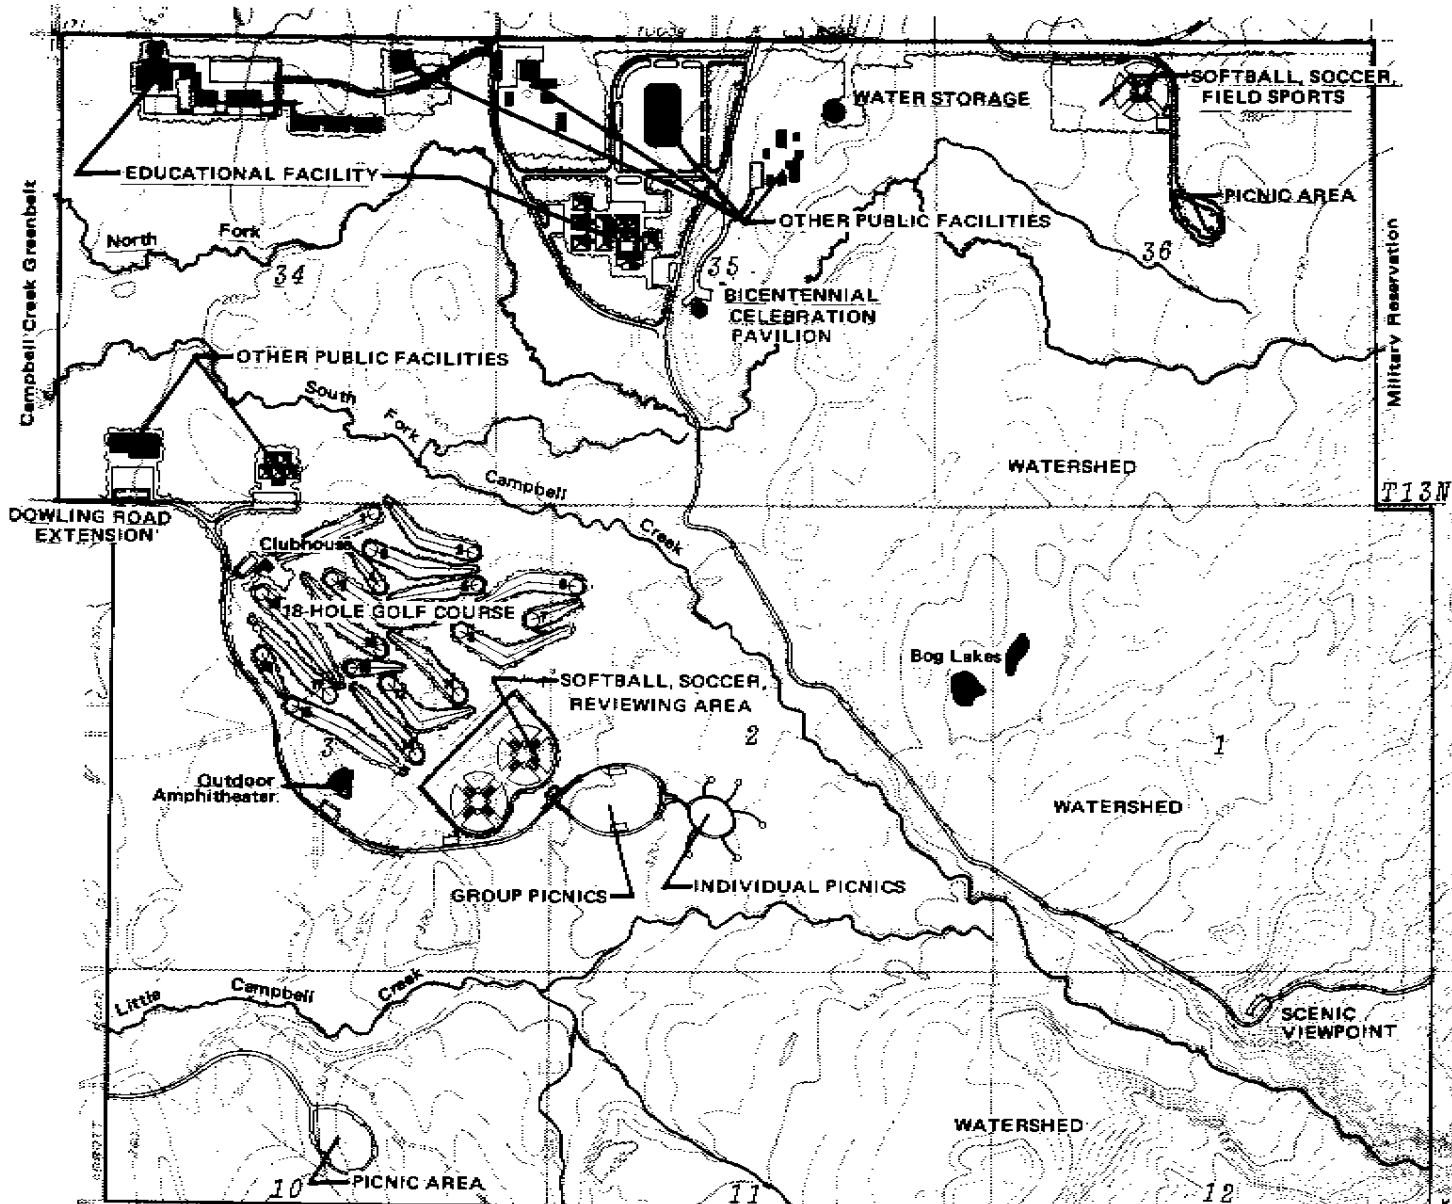 WATER STORAGE
SOFTBALL, SOCCER,
FIELD SPORTS
EDUCATIONAL FACILITY
PICNIC AREA
OTHER PUBLIC FACILITIES
Campbell Creek Greenbelt
North Fork
34
35
36
Military Reservation
BICENTENNIAL
CELEBRATION
PAVILION
OTHER PUBLIC FACILITIES
South Fork
Campbell
Creek
WATERSHED
T13N
DOWLING ROAD
EXTENSION
Clubhouse
18-HOLE GOLF COURSE
Bog Lakes
SOFTBALL, SOCCER,
REVIEWING AREA
3
2
1
Outdoor
Amphitheater
WATERSHED
GROUP PICNICS
INDIVIDUAL PICNICS
Little Campbell Creek
SCENIC
VIEWPOINT
WATERSHED
PICNIC AREA
10
11
12